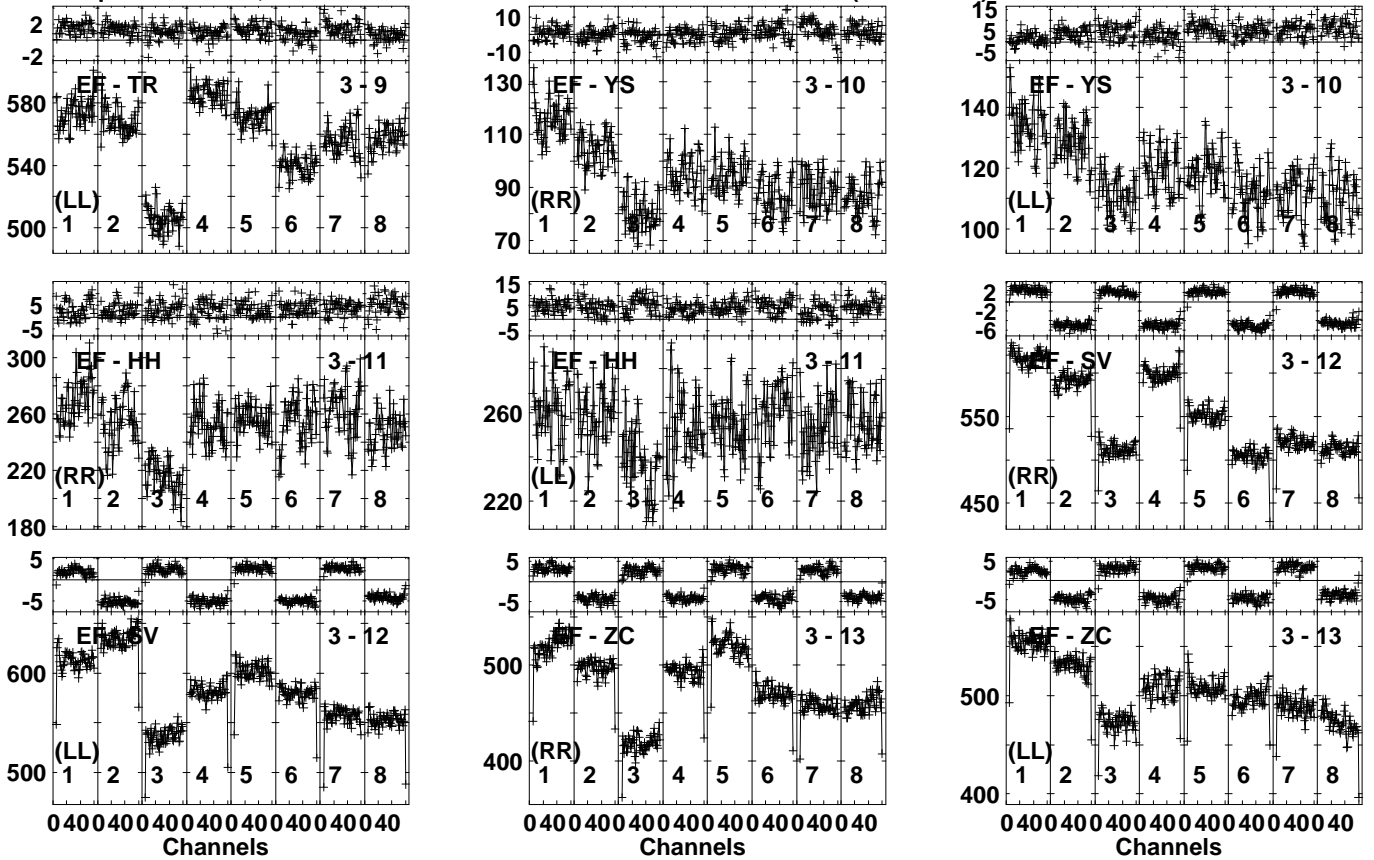 2
-2
EF - TR 3 - 9
580
540
500
(LL)
1 2 3 4 5 6 7 8
10
-10
EF - YS 3 - 10
130
110
90
70
(RR)
1 2 3 4 5 6 7 8
15
5
-5
EF - YS 3 - 10
140
120
100
(LL)
1 2 3 4 5 6 7 8
5
-5
EF - HH 3 - 11
300
260
220
180
(RR)
1 2 3 4 5 6 7 8
15
5
-5
EF - HH 3 - 11
260
220
(LL)
1 2 3 4 5 6 7 8
2
-2
-6
EF - SV 3 - 12
550
450
(RR)
1 2 3 4 5 6 7 8
5
-5
EF - SV 3 - 12
600
500
(LL)
1 2 3 4 5 6 7 8
0 40 0 40 0 40 0 40 0 40 0 40 0 40 0 40
Channels
5
-5
EF - ZC 3 - 13
500
400
(RR)
1 2 3 4 5 6 7 8
0 40 0 40 0 40 0 40 0 40 0 40 0 40 0 40
Channels
5
-5
EF - ZC 3 - 13
500
400
(LL)
1 2 3 4 5 6 7 8
0 40 0 40 0 40 0 40 0 40 0 40 0 40 0 40
Channels